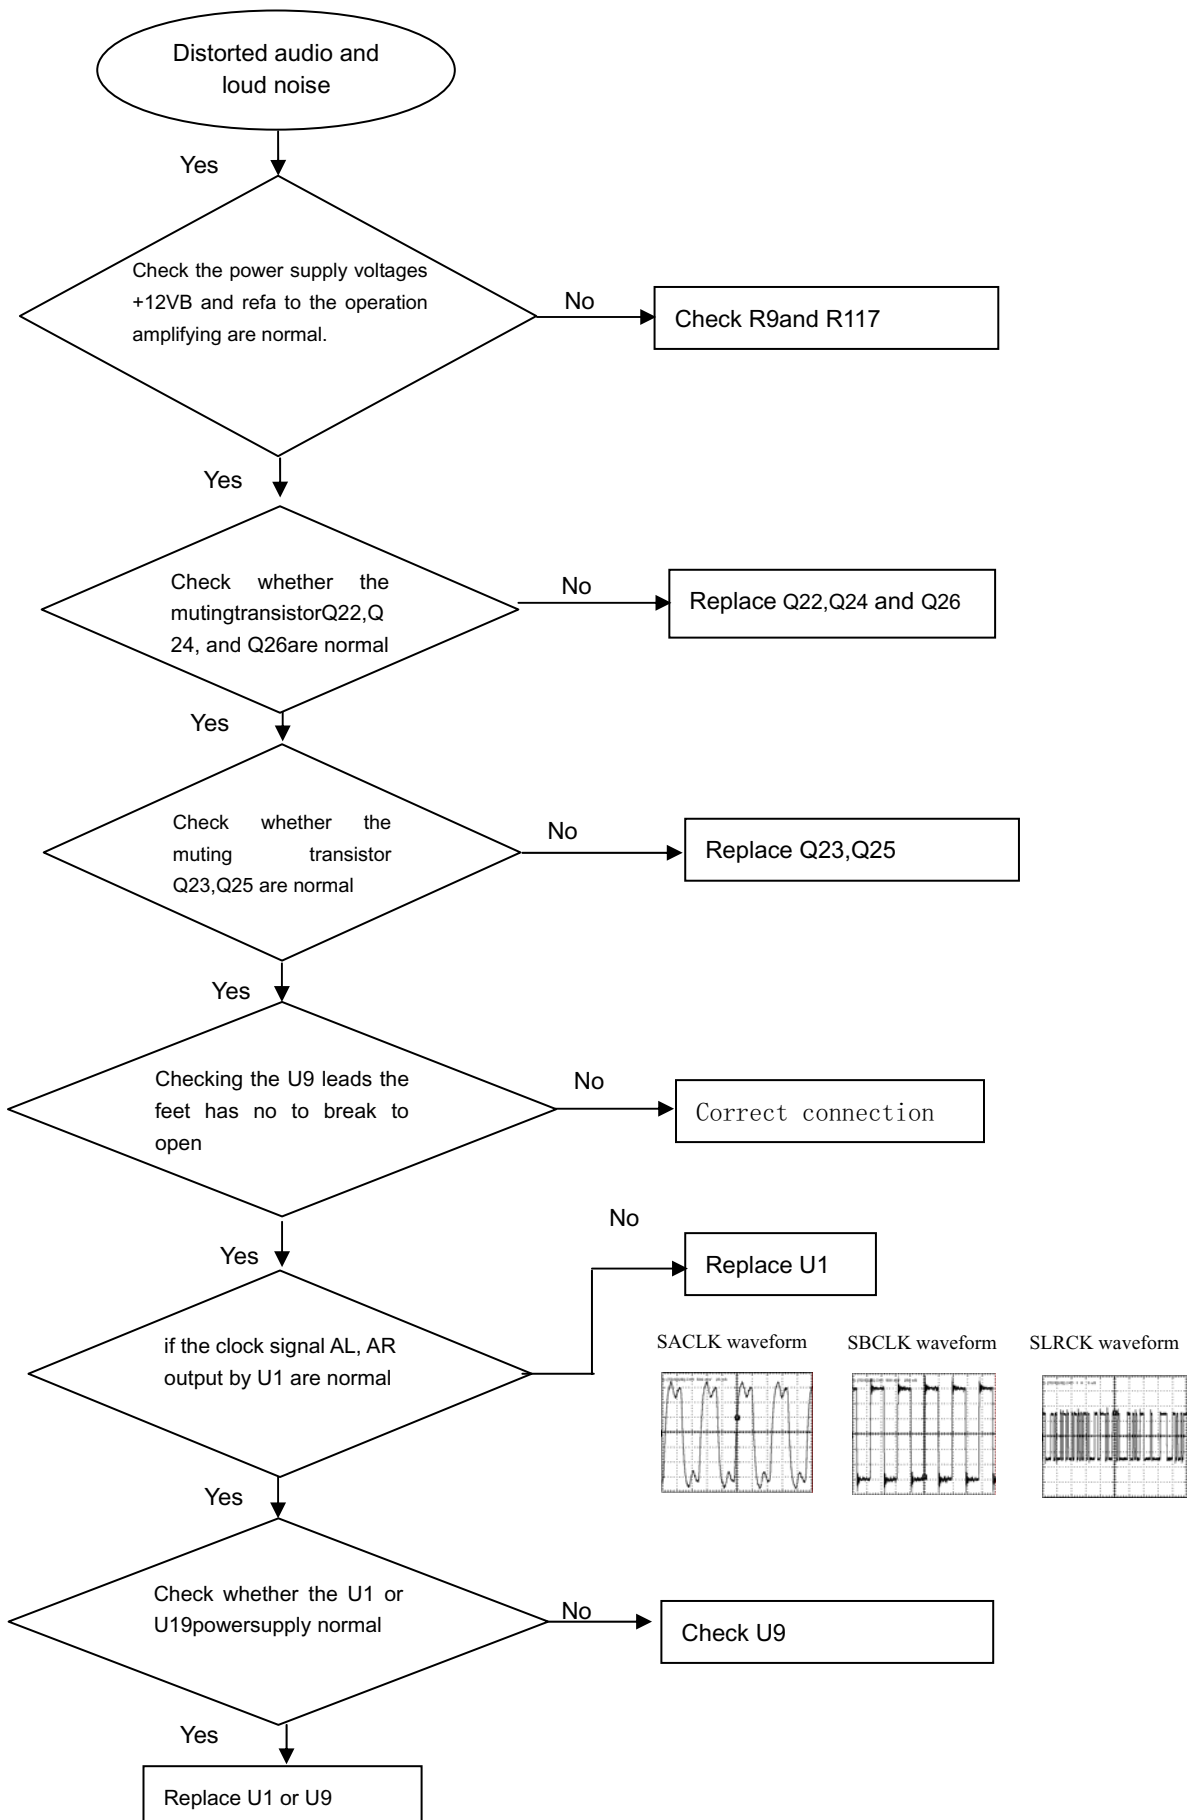 Distorted audio and
loud noise
Yes
Check the power supply voltages
+12VB and refa to the operation
amplifying are normal.
No
Check R9and R117
Yes
Check whether the
mutingtransistorQ22,Q
24, and Q26are normal
No
Replace Q22,Q24 and Q26
Yes
Check whether the
muting transistor
Q23,Q25 are normal
No
Replace Q23,Q25
Yes
Checking the U9 leads the
feet has no to break to
open
No
Correct connection
Yes
if the clock signal AL, AR
output by U1 are normal
No
Replace U1
SACLK waveform
SBCLK waveform
SLRCK waveform
Yes
Check whether the U1 or
U19powersupply normal
No
Check U9
Yes
Replace U1 or U9